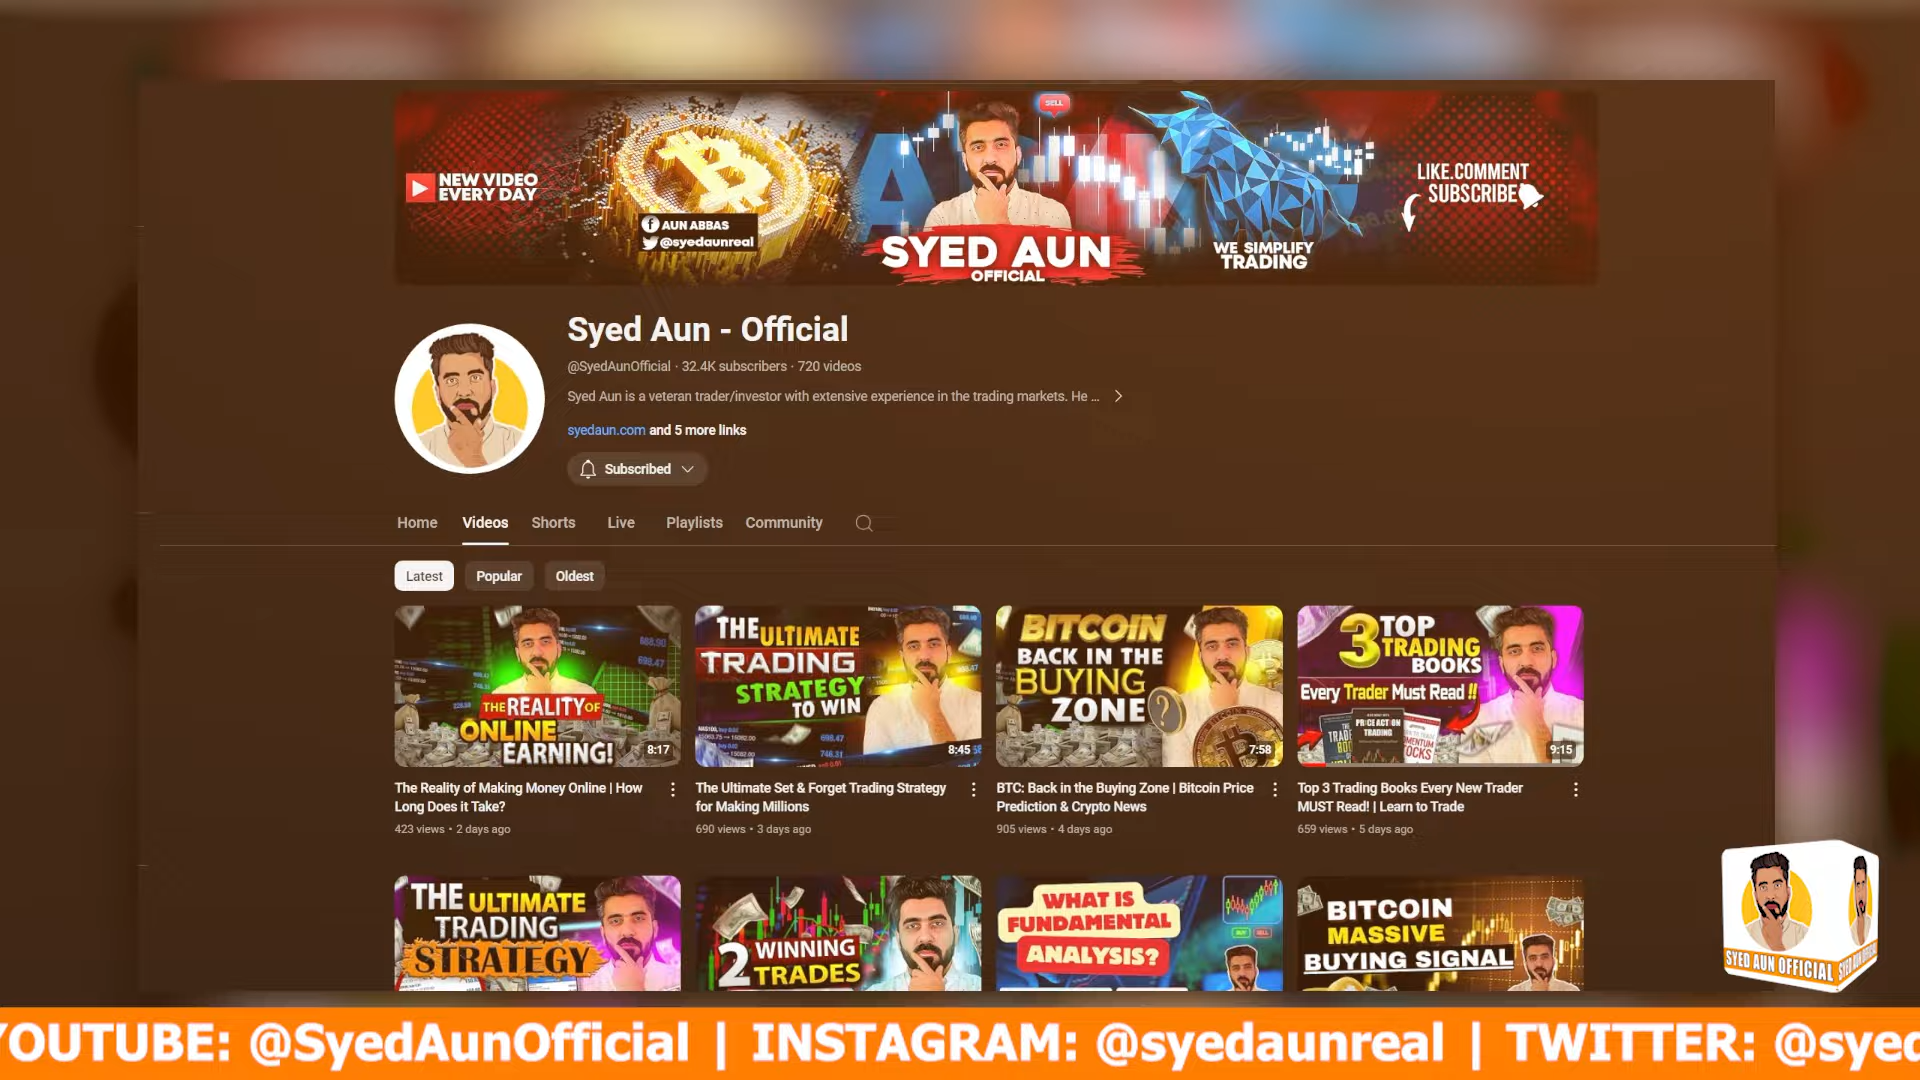 SELL
NEW VIDEO
EVERY DAY
AUN ABBAS
@syedaunreal
SYED AUN
OFFICIAL
WE SIMPLIFY
TRADING
LIKE.COMMENT
SUBSCRIBE
Syed Aun - Official
@SyedAunOfficial · 32.4K subscribers · 720 videos
Syed Aun is a veteran trader/investor with extensive experience in the trading markets. He ...
syedaun.com and 5 more links
Subscribed
Home Videos Shorts Live Playlists Community
Latest Popular Oldest
THE REALITY OF
ONLINE
EARNING!
8:17
THE ULTIMATE
TRADING
STRATEGY
TO WIN
8:45
BITCOIN
BACK IN THE
BUYING
ZONE
7:58
3 TOP
TRADING
BOOKS
Every Trader Must Read !!
PRICE ACTION
TRADING
9:15
The Reality of Making Money Online | How
Long Does it Take?
423 views • 2 days ago
The Ultimate Set & Forget Trading Strategy
for Making Millions
690 views • 3 days ago
BTC: Back in the Buying Zone | Bitcoin Price
Prediction & Crypto News
905 views • 4 days ago
Top 3 Trading Books Every New Trader
MUST Read! | Learn to Trade
659 views • 5 days ago
THE ULTIMATE
TRADING
STRATEGY
2 WINNING
TRADES
WHAT IS
FUNDAMENTAL
ANALYSIS?
BUY SELL
BITCOIN
MASSIVE
BUYING SIGNAL
SYED AUN OFFICIAL
YOUTUBE: @SyedAunOfficial | INSTAGRAM: @syedaunreal | TWITTER: @syed